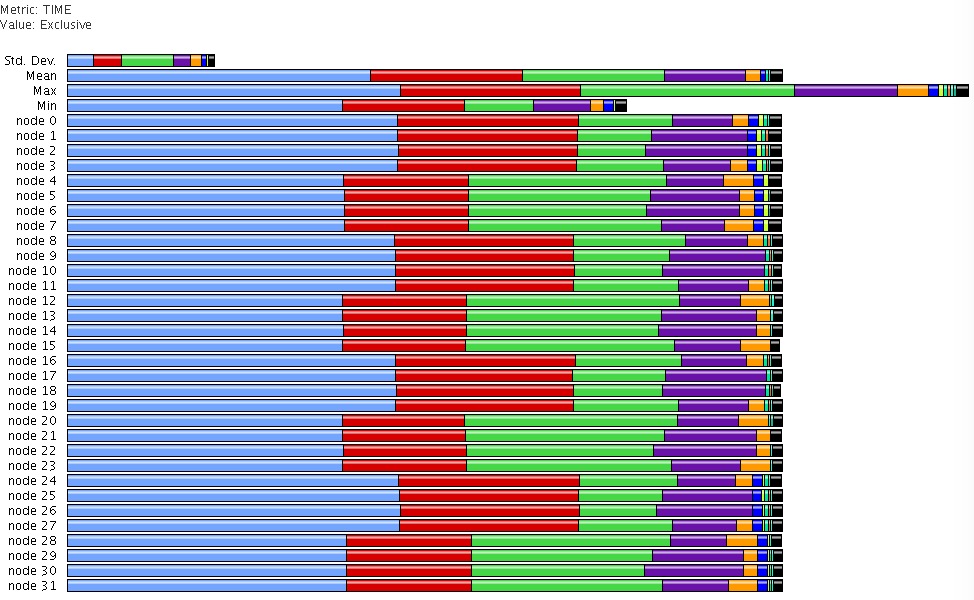 Metric: TIME
Value: Exclusive
Std. Dev.
Mean
Max
Min
node 0
node 1
node 2
node 3
node 4
node 5
node 6
node 7
node 8
node 9
node 10
node 11
node 12
node 13
node 14
node 15
node 16
node 17
node 18
node 19
node 20
node 21
node 22
node 23
node 24
node 25
node 26
node 27
node 28
node 29
node 30
node 31